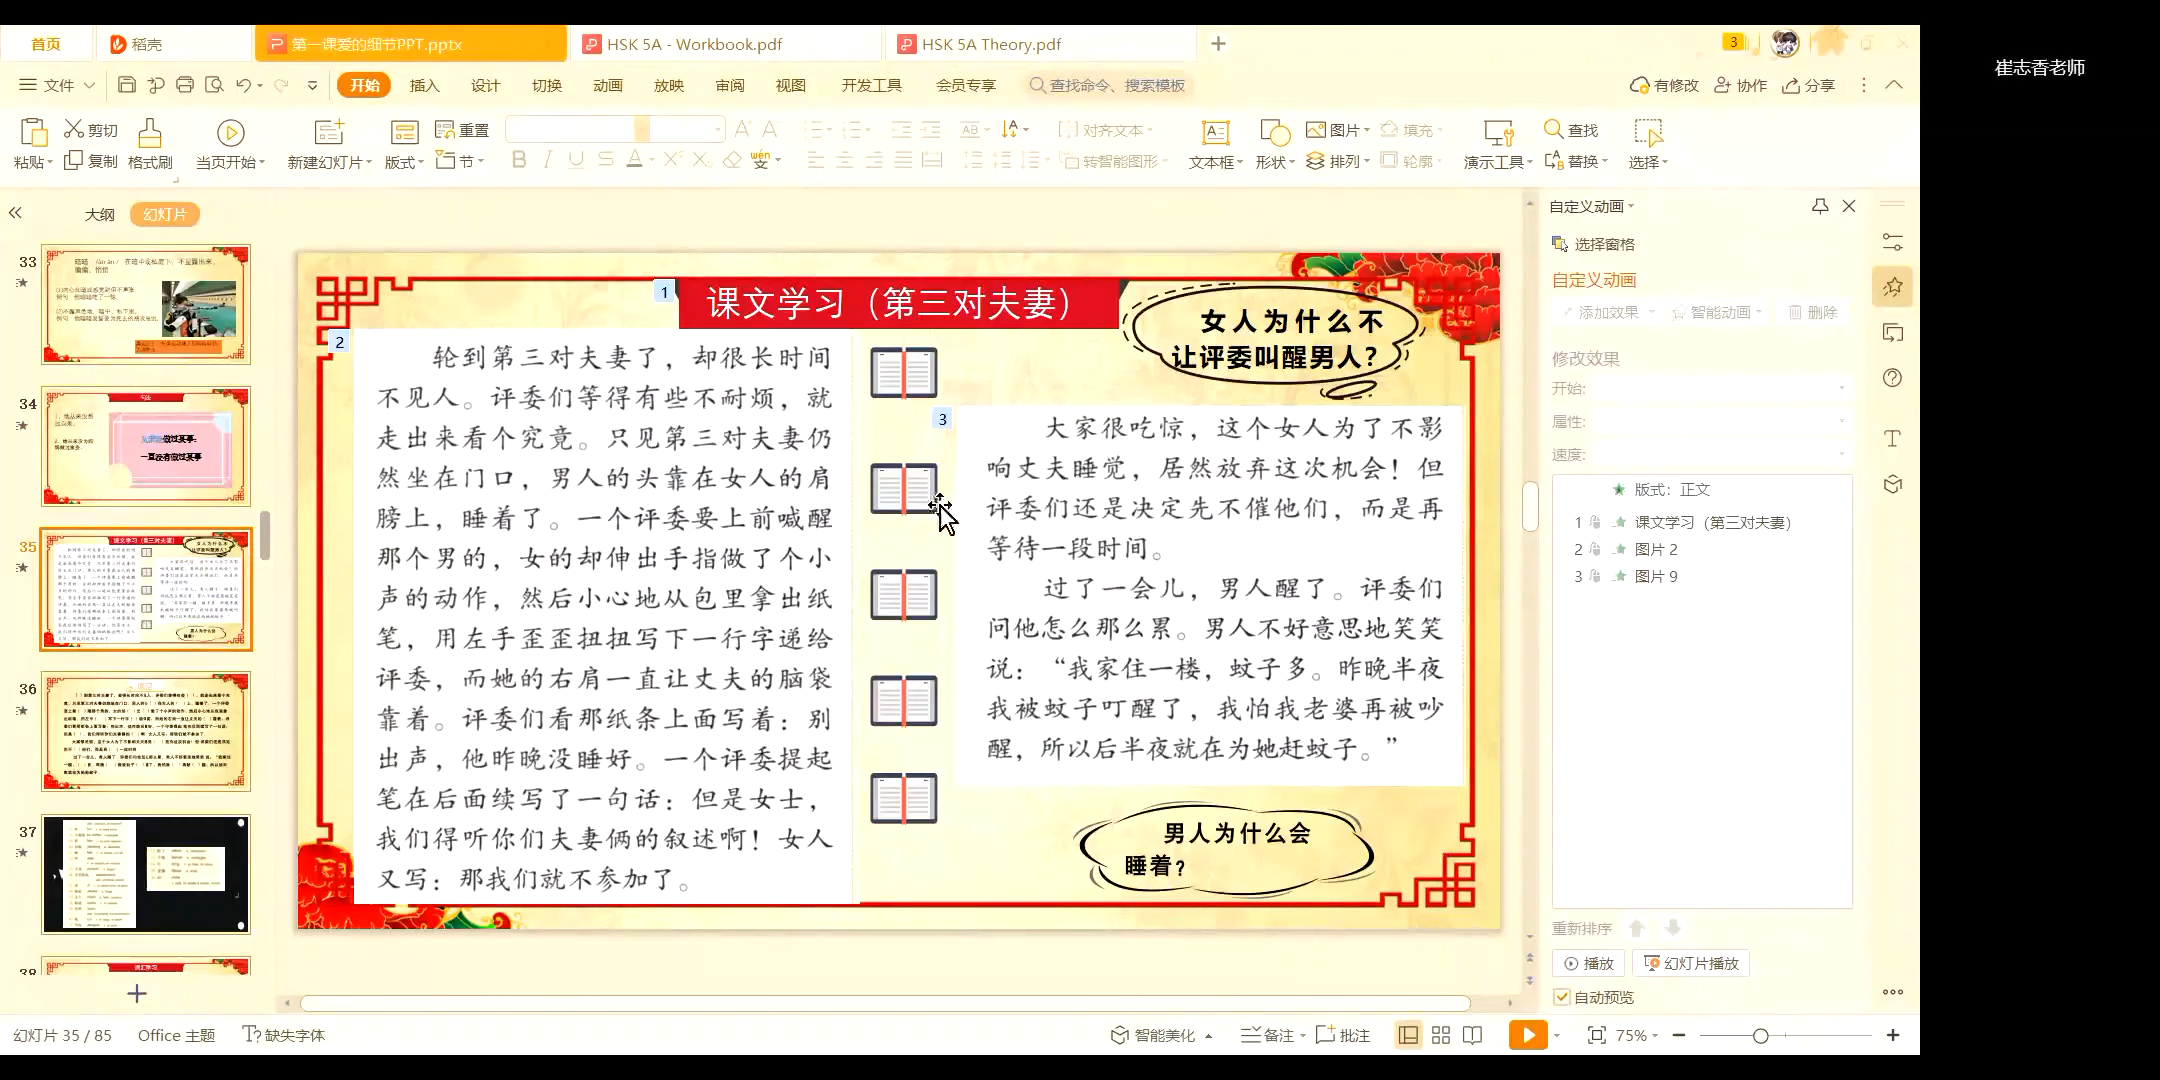 首页
稻壳
第一课爱的细节PPT.pptx
HSK 5A - Workbook.pdf
HSK 5A Theory.pdf
3
崔志香老师
文件
开始
插入
设计
切换
动画
放映
审阅
视图
开发工具
会员专享
查找命令、搜索模板
有修改
协作
分享
粘贴
剪切
复制
格式刷
当页开始
新建幻灯片
版式
重置
节
对齐文本
转智能图形
文本框
形状
图片
排列
填充
轮廓
演示工具
查找
替换
选择
大纲
幻灯片
33
34
35
36
37
38
1
课文学习（第三对夫妻）
2
轮到第三对夫妻了，却很长时间
不见人。评委们等得有些不耐烦，就
走出来看个究竟。只见第三对夫妻仍
然坐在门口，男人的头靠在女人的肩
膀上，睡着了。一个评委要上前喊醒
那个男的，女的却伸出手指做了个小
声的动作，然后小心地从包里拿出纸
笔，用左手歪歪扭扭写下一行字递给
评委，而她的右肩一直让丈夫的脑袋
靠着。评委们看那纸条上面写着：别
出声，他昨晚没睡好。一个评委提起
笔在后面续写了一句话：但是女士，
我们得听你们夫妻俩的叙述啊！女人
又写：那我们就不参加了。
女人为什么不
让评委叫醒男人？
3
大家很吃惊，这个女人为了不影
响丈夫睡觉，居然放弃这次机会！但
评委们还是决定先不催他们，而是再
等待一段时间。
过了一会儿，男人醒了。评委们
问他怎么那么累。男人不好意思地笑笑
说：“我家住一楼，蚊子多。昨晚半夜
我被蚊子叮醒了，我怕我老婆再被吵
醒，所以后半夜就在为她赶蚊子。”
男人为什么会
睡着？
自定义动画
选择窗格
自定义动画
添加效果
智能动画
删除
修改效果
开始:
属性:
速度:
版式：正文
1 课文学习（第三对夫妻）
2 图片 2
3 图片 9
重新排序
播放
幻灯片播放
自动预览
幻灯片 35 / 85
Office 主题
缺失字体
智能美化
备注
批注
75%